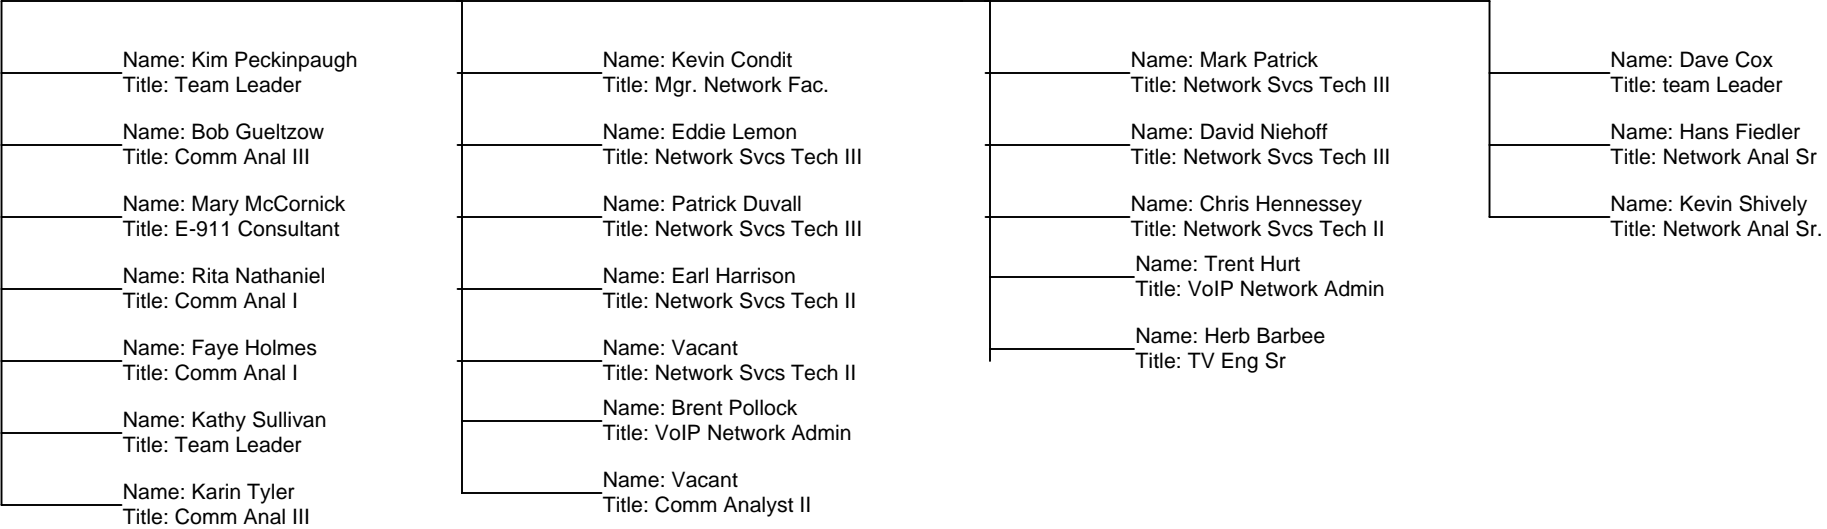 Name: Kim Peckinpaugh
Title: Team Leader
Name: Bob Gueltzow
Title: Comm Anal III
Name: Mary McCornick
Title: E-911 Consultant
Name: Rita Nathaniel
Title: Comm Anal I
Name: Faye Holmes
Title: Comm Anal I
Name: Kathy Sullivan
Title: Team Leader
Name: Karin Tyler
Title: Comm Anal III
Name: Kevin Condit
Title: Mgr. Network Fac.
Name: Eddie Lemon
Title: Network Svcs Tech III
Name: Patrick Duvall
Title: Network Svcs Tech III
Name: Earl Harrison
Title: Network Svcs Tech II
Name: Vacant
Title: Network Svcs Tech II
Name: Brent Pollock
Title: VoIP Network Admin
Name: Vacant
Title: Comm Analyst II
Name: Mark Patrick
Title: Network Svcs Tech III
Name: David Niehoff
Title: Network Svcs Tech III
Name: Chris Hennessey
Title: Network Svcs Tech II
Name: Trent Hurt
Title: VoIP Network Admin
Name: Herb Barbee
Title: TV Eng Sr
Name: Dave Cox
Title: team Leader
Name: Hans Fiedler
Title: Network Anal Sr
Name: Kevin Shively
Title: Network Anal Sr.